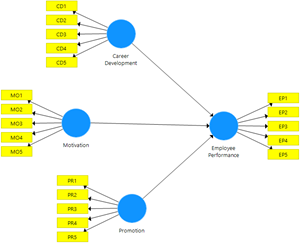 CD1
CD2
CD3
CD4
CD5
Career
Development
MO1
MO2
MO3
MO4
MO5
Motivation
EP1
EP2
EP3
EP4
EP5
Employee
Performance
PR1
PR2
PR3
PR4
PR5
Promotion